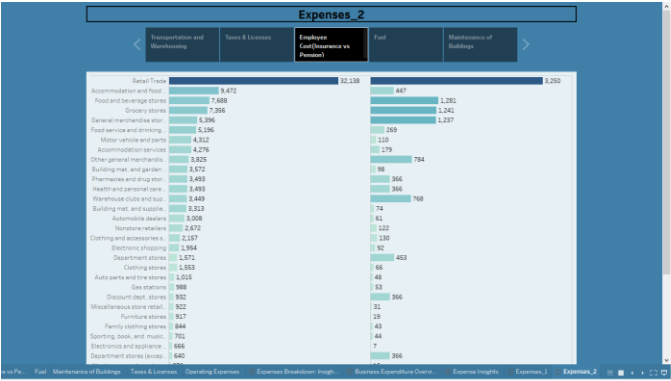 Expenses_2
Transportation and Warehousing
Taxes & Licenses
Employee Cost(Insurance vs Pension)
Fuel
Maintenance of Buildings
Retail Trade 32,138 3,250
Accommodation and food .. 9,472 447
Food and beverage stores 7,688 1,281
Grocery stores 7,356 1,241
General merchandise stor.. 5,396 1,237
Food service and drinking .. 5,196 269
Motor vehicle and parts 4,312 110
Accommodation services 4,276 179
Other general merchandis.. 3,825 784
Building mat. and garden .. 3,572 98
Pharmacies and drug stor.. 3,493 366
Health and personal care .. 3,493 366
Warehouse clubs and sup.. 3,449 768
Building mat. and supplie.. 3,313 74
Automobile dealers 3,008 61
Nonstore retailers 2,672 122
Clothing and accessories s.. 2,157 130
Electronic shopping 1,954 92
Department stores 1,571 453
Clothing stores 1,553 66
Auto parts and tire stores 1,015 48
Gas stations 988 53
Discount dept. stores 932 366
Miscellaneous store retail.. 922 31
Furniture stores 917 19
Family clothing stores 844 43
Sporting, book, and music.. 701 44
Electronics and appliance .. 666 7
Department stores (excep.. 640 366
e vs Pe... Fuel Maintenance of Buildings Taxes & Licenses Operating Expenses Expenses Breakdown: Insigh... Business Expenditure Overvi... Expense Insights Expenses_1 Expenses_2